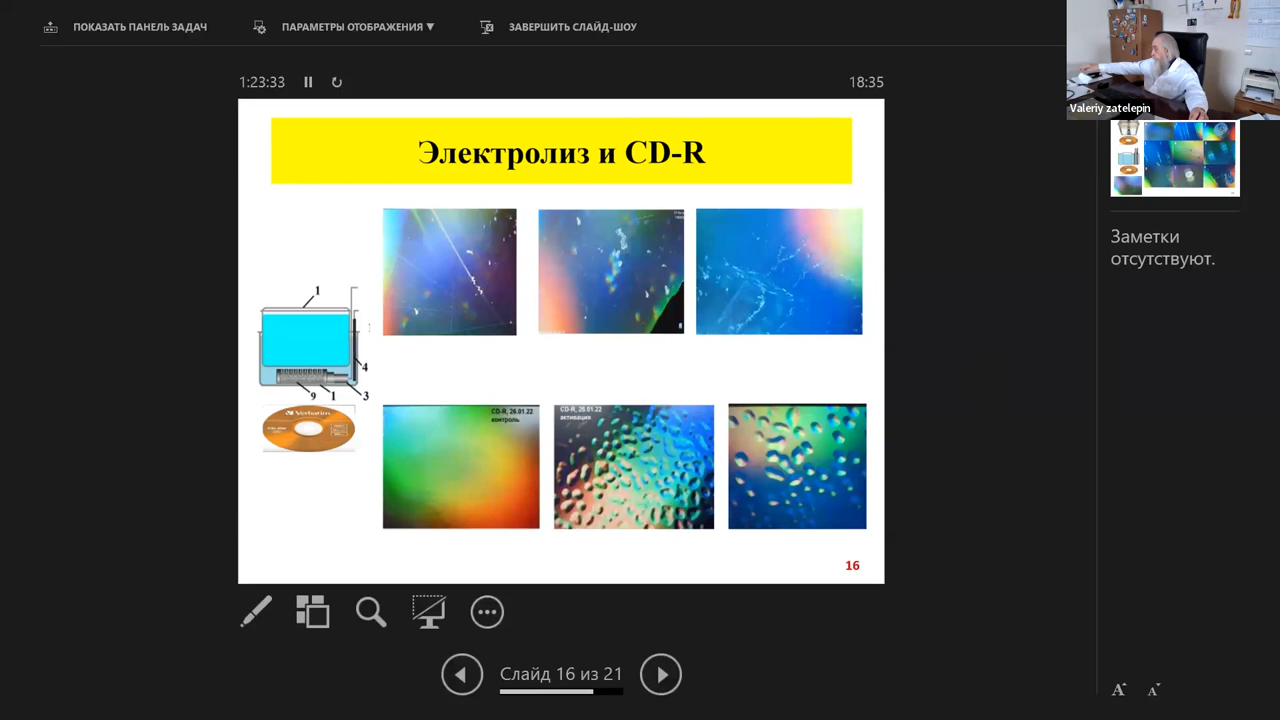 ПОКАЗАТЬ ПАНЕЛЬ ЗАДАЧ
ПАРАМЕТРЫ ОТОБРАЖЕНИЯ ▼
ЗАВЕРШИТЬ СЛАЙД-ШОУ
Valeriy zatelepin
1:23:33
18:35
Электролиз и CD-R
1
4
9
1
3
Verbatim
CD-R, 26.01.22
контроль
CD-R, 26.01.22
активация
16
Заметки
отсутствуют.
Слайд 16 из 21
A
A